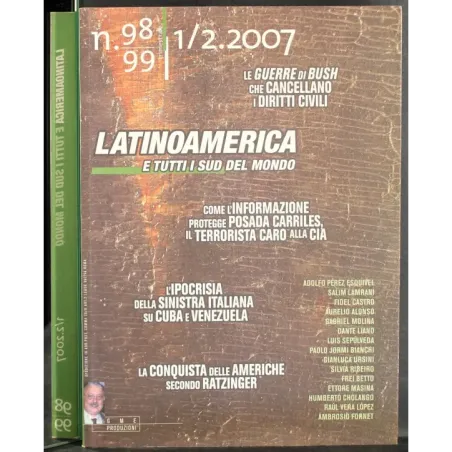 n.98
99
1/2.2007
LE GUERRE DI BUSH
CHE CANCELLANO
I DIRITTI CIVILI
LATINOAMERICA
E TUTTI I SUD DEL MONDO
COME L'INFORMAZIONE
PROTEGGE POSADA CARRILES,
IL TERRORISTA CARO ALLA CIA
L'IPOCRISIA
DELLA SINISTRA ITALIANA
SU CUBA E VENEZUELA
LA CONQUISTA DELLE AMERICHE
SECONDO RATZINGER
ADOLFO PÉREZ ESQUIVEL
SALIM LAMRANI
FIDEL CASTRO
AURELIO ALONSO
GABRIEL MOLINA
DANTE LIANO
LUIS SEPÚLVEDA
PAOLO JORMI BIANCHI
GIANLUCA URSINI
SILVIA RIBEIRO
FREI BETTO
ETTORE MASINA
HUMBERTO CHOLANGO
RAÚL VERA LÓPEZ
AMBROSIO FORNET
GME
PRODUZIONI
LATINOAMERICA E TUTTI I SUD DEL MONDO
1/2.2007
98
99